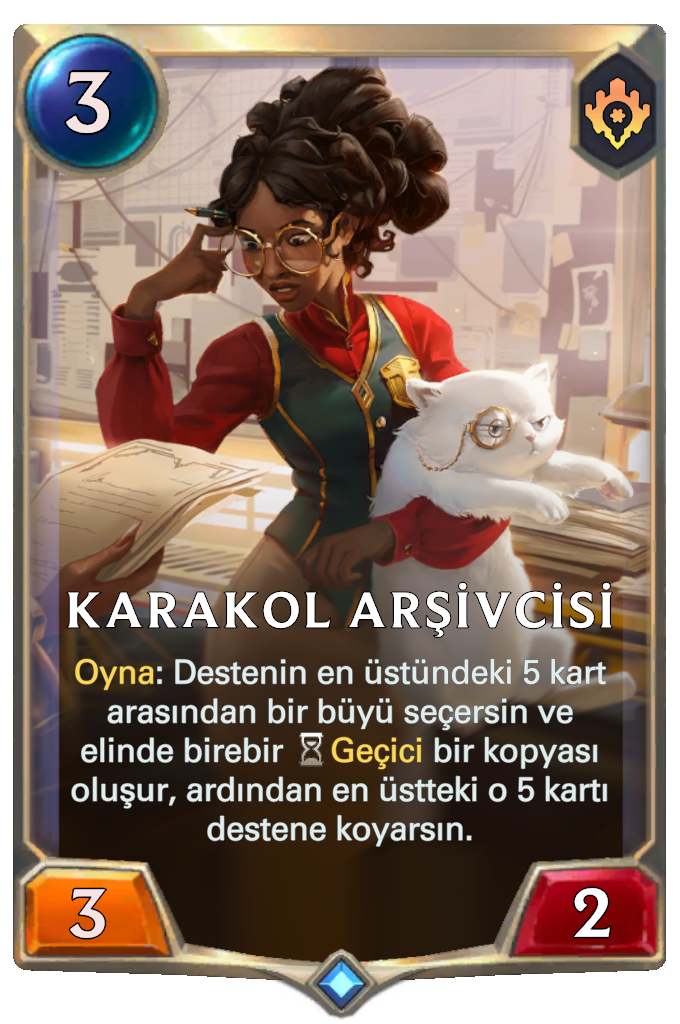 3
KARAKOL ARŞİVCİSİ
Oyna: Destenin en üstündeki 5 kart
arasından bir büyü seçersin ve
elinde birebir Geçici bir kopyası
oluşur, ardından en üstteki o 5 kartı
destene koyarsın.
3
2